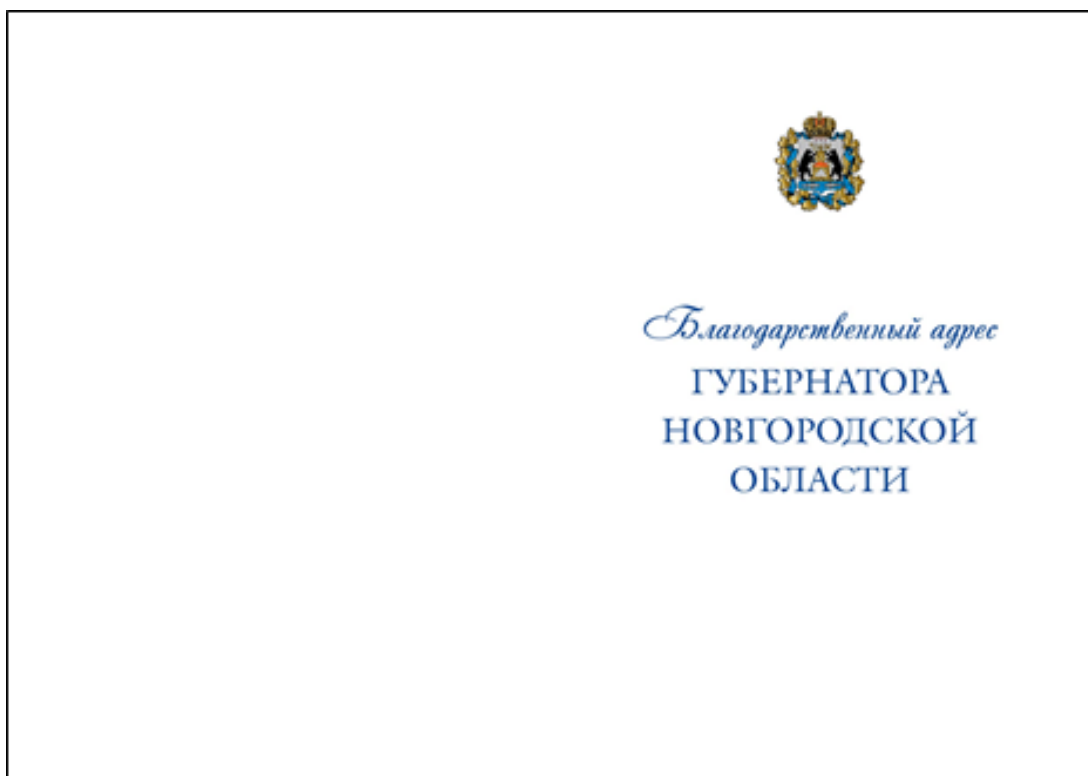 Благодарственный адрес
ГУБЕРНАТОРА
НОВГОРОДСКОЙ
ОБЛАСТИ